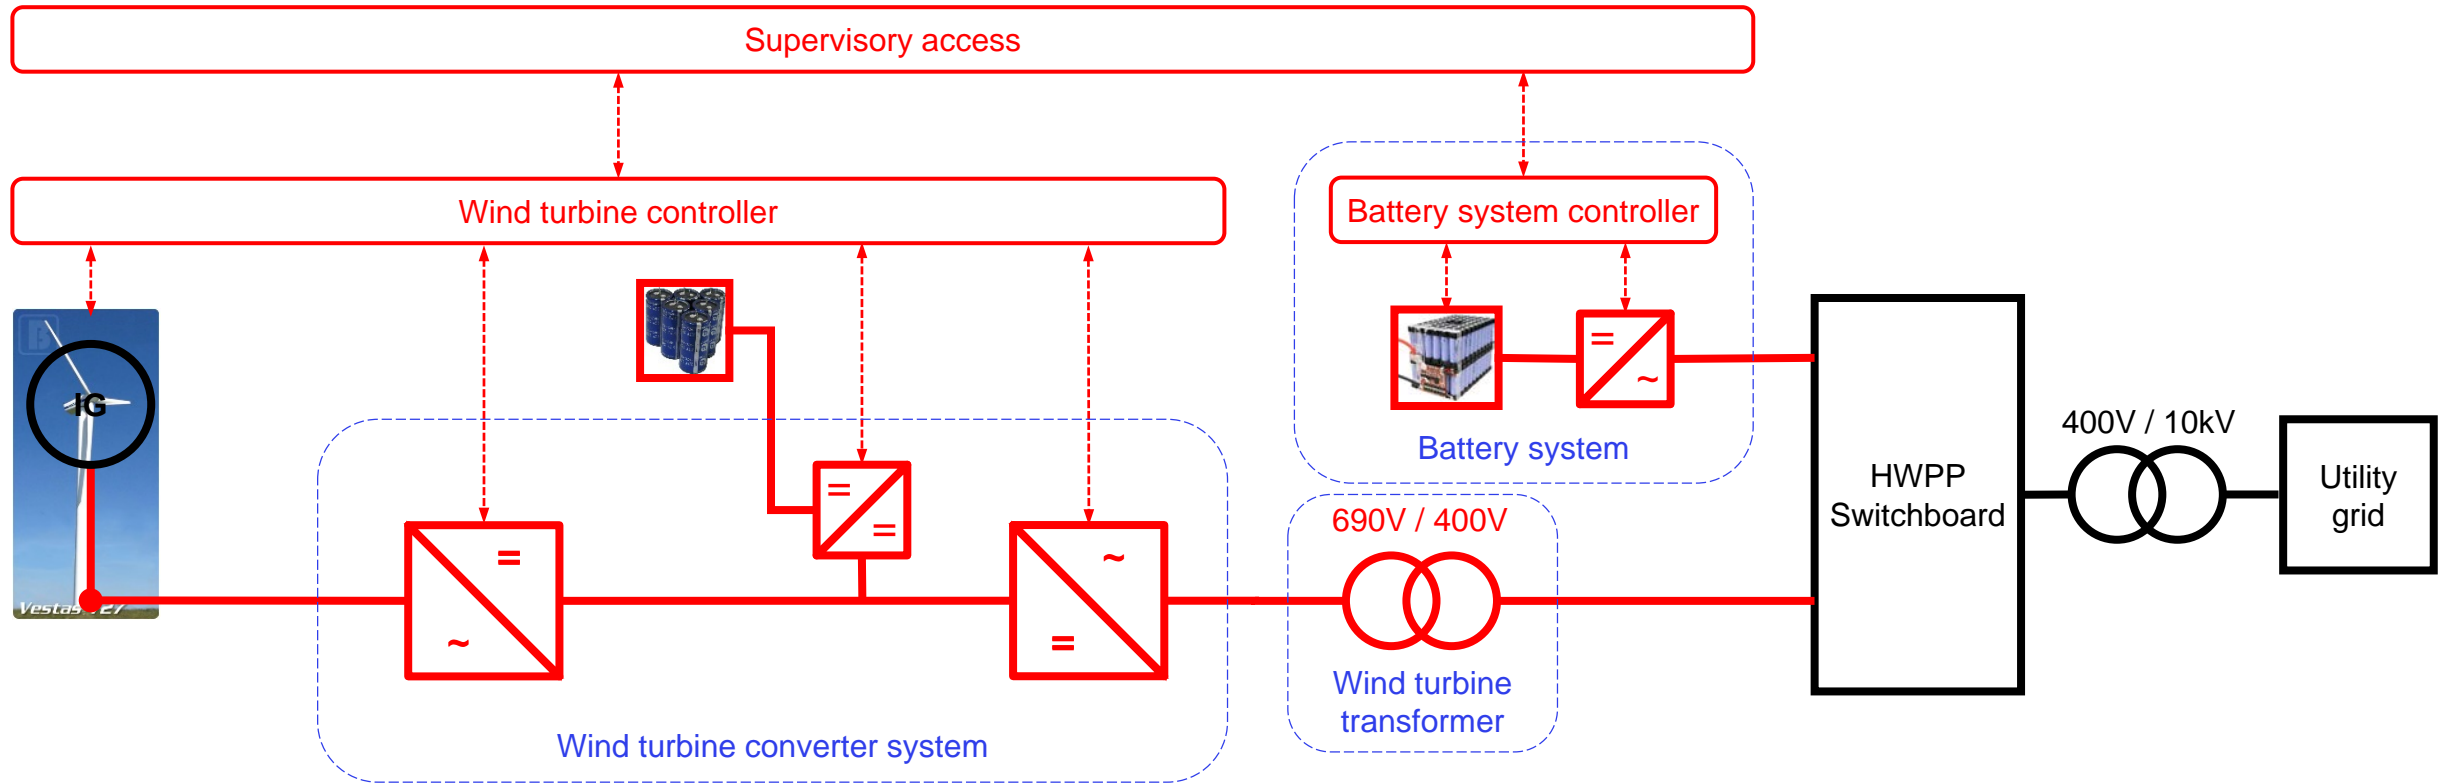 Supervisory access
Wind turbine controller
Battery system controller
IG
=
~
=
=
=
~
Battery system
400V / 10kV
HWPP
Switchboard
Utility
grid
690V / 400V
=
~
~
=
Wind turbine
transformer
Wind turbine converter system